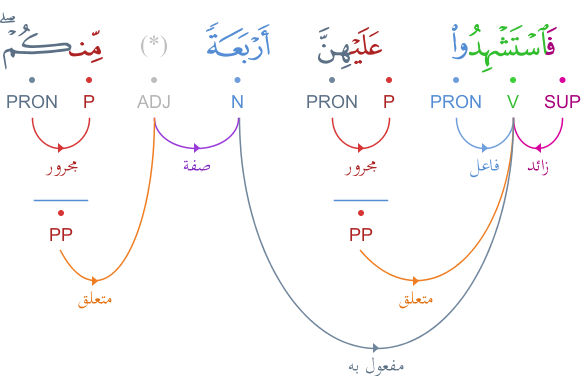 فَٱسْتَشْهِدُوا۟ عَلَيْهِنَّ أَرْبَعَةً (*) مِّنكُمْ ۖ
SUP V PRON P PRON N ADJ P PRON
زائد فاعل مجرور صفة مجرور
PP PP
متعلق متعلق
مفعول به